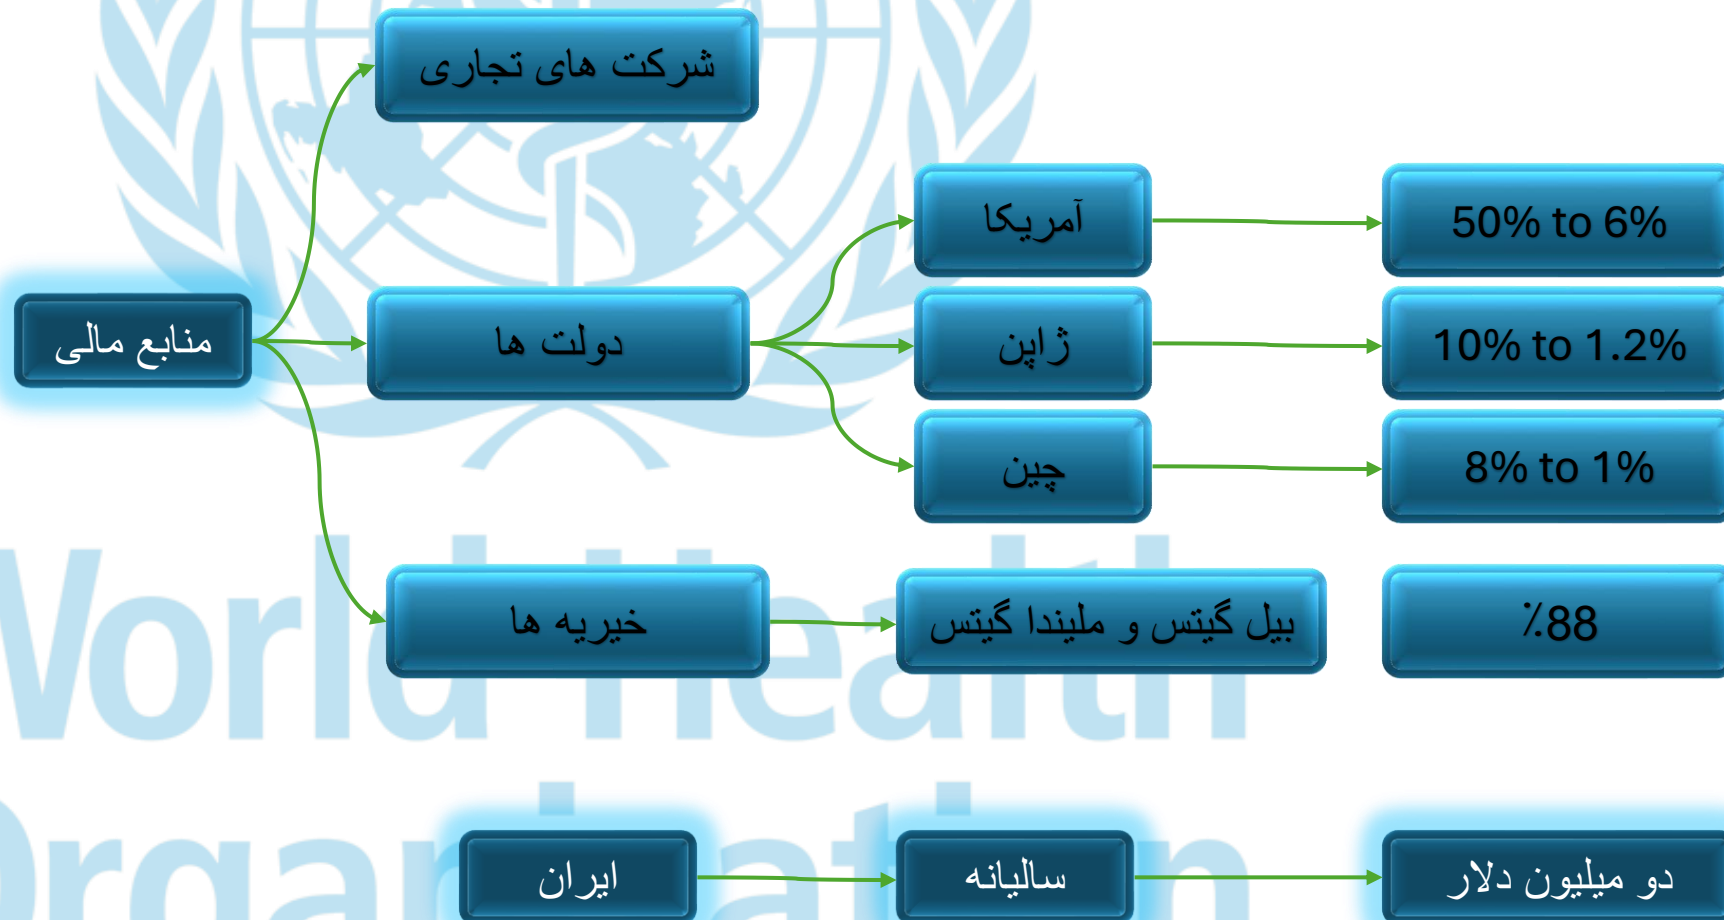 شرکت های تجاری
آمریکا
50% to 6%
منابع مالی
دولت ها
ژاپن
10% to 1.2%
چین
8% to 1%
خیریه ها
بیل گیتس و ملیندا گیتس
٪88
World Health
Organization
ایران
سالیانه
دو میلیون دلار